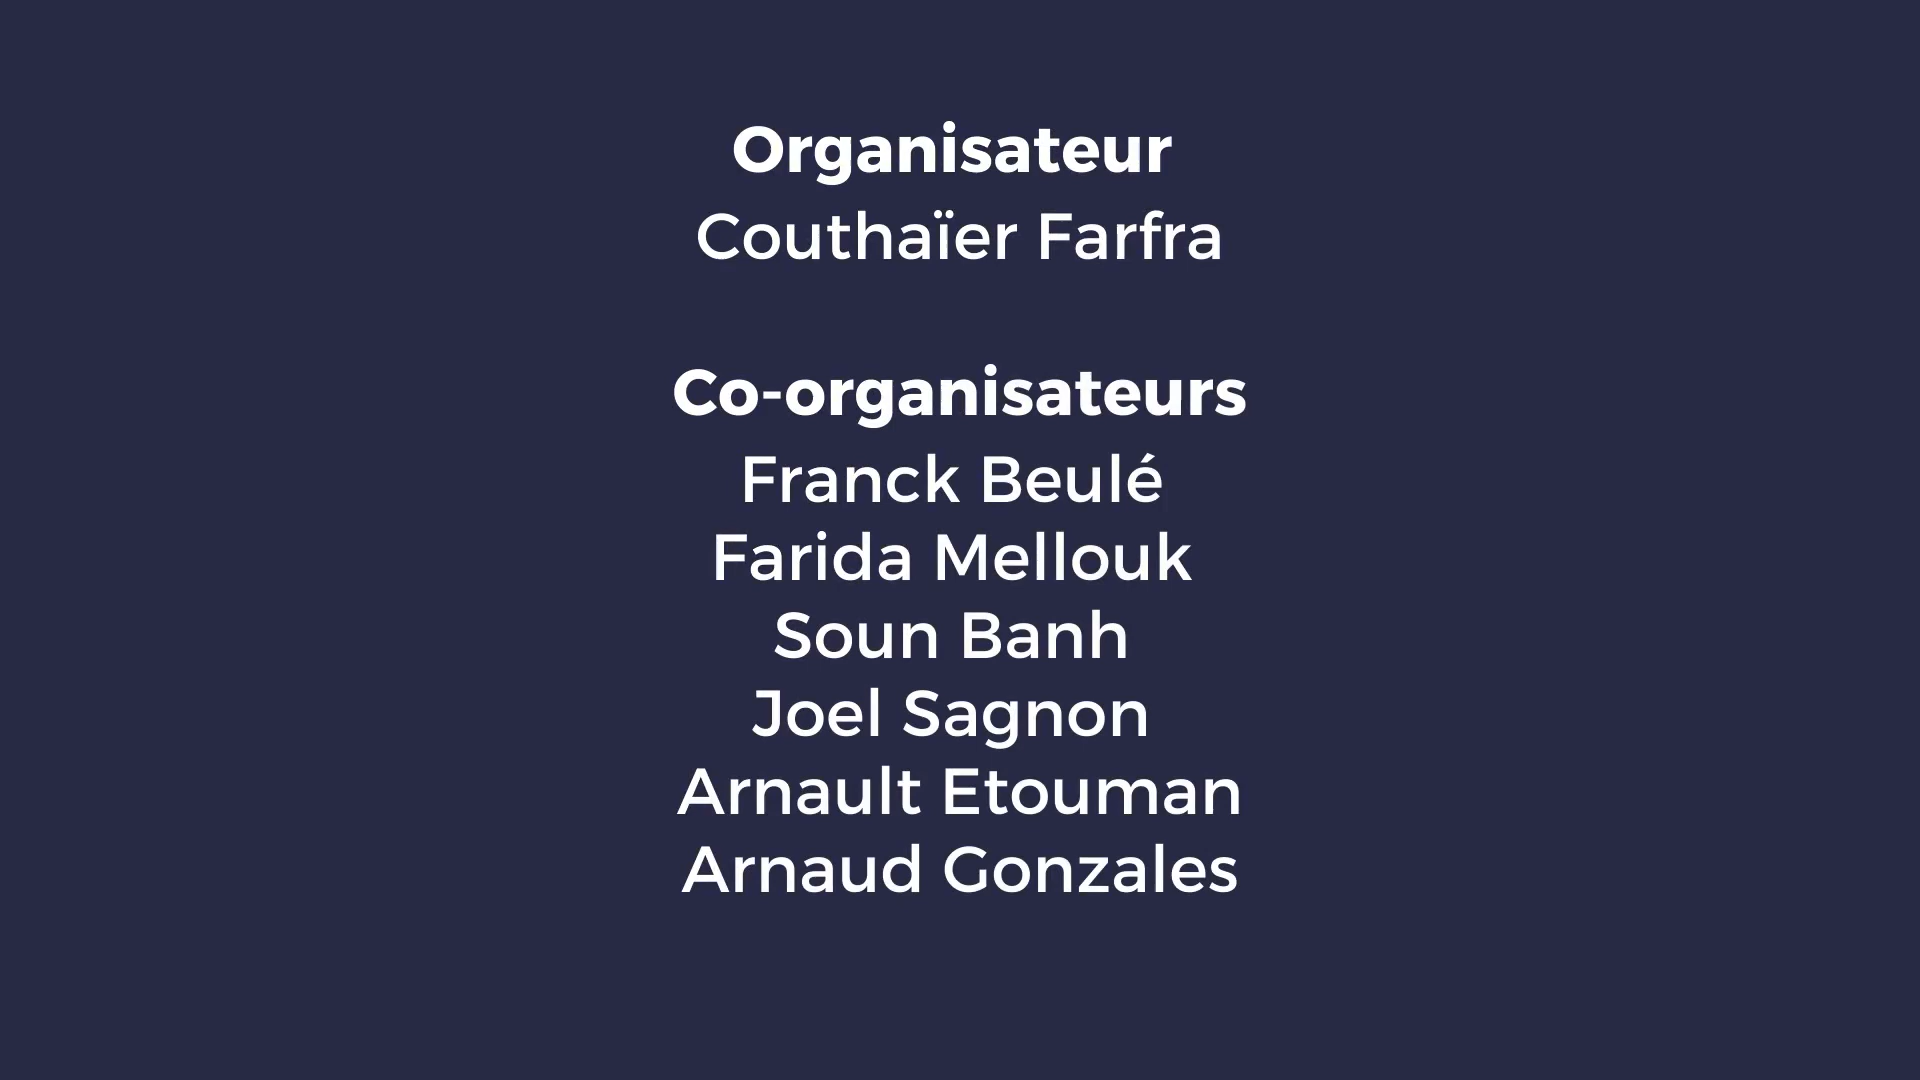 Organisateur
Couthaïer Farfra
Co-organisateurs
Franck Beulé
Farida Mellouk
Soun Banh
Joel Sagnon
Arnault Etouman
Arnaud Gonzales